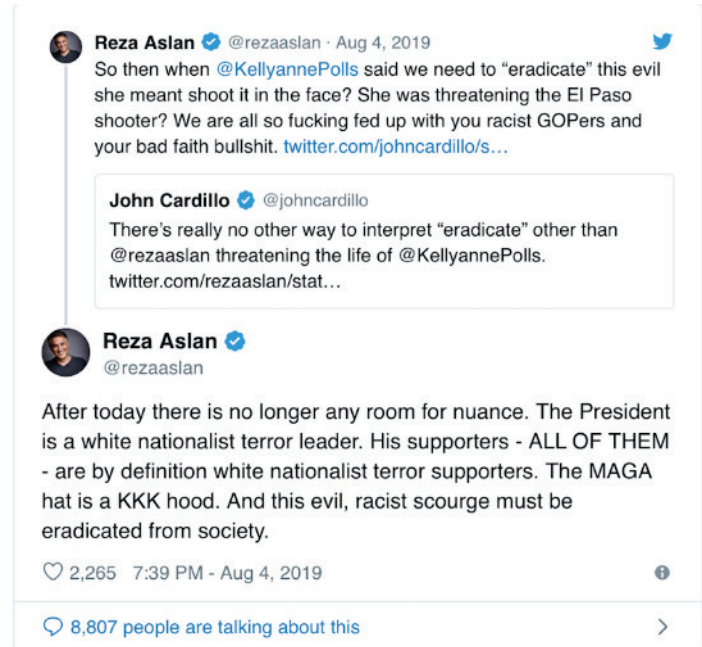 Reza Aslan @rezaaslan · Aug 4, 2019
So then when @KellyannePolls said we need to “eradicate” this evil
she meant shoot it in the face? She was threatening the El Paso
shooter? We are all so fucking fed up with you racist GOPers and
your bad faith bullshit. twitter.com/johncardillo/s…
John Cardillo @johncardillo
There’s really no other way to interpret “eradicate” other than
@rezaaslan threatening the life of @KellyannePolls.
twitter.com/rezaaslan/stat…
Reza Aslan
@rezaaslan
After today there is no longer any room for nuance. The President
is a white nationalist terror leader. His supporters - ALL OF THEM
- are by definition white nationalist terror supporters. The MAGA
hat is a KKK hood. And this evil, racist scourge must be
eradicated from society.
2,265 7:39 PM - Aug 4, 2019
8,807 people are talking about this